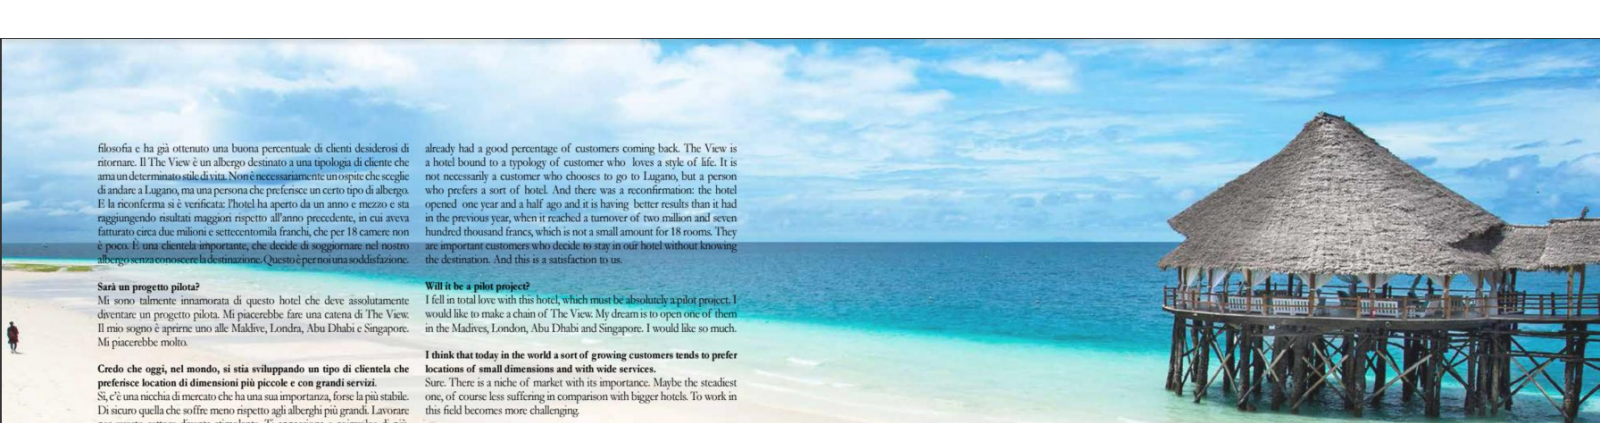 filosofia e ha già ottenuto una buona percentuale di clienti desiderosi di
ritornare. Il The View è un albergo destinato a una tipologia di cliente che
ama un determinato stile di vita. Non è necessariamente un ospite che sceglie
di andare a Lugano, ma una persona che preferisce un certo tipo di albergo.
E la riconferma si è verificata: l'hotel ha aperto da un anno e mezzo e sta
raggiungendo risultati maggiori rispetto all'anno precedente, in cui aveva
fatturato circa due milioni e settecentomila franchi, che per 18 camere non
è poco. È una clientela importante, che decide di soggiornare nel nostro
albergo senza conoscere la destinazione. Questo è per noi una soddisfazione.
Sarà un progetto pilota?
Mi sono talmente innamorata di questo hotel che deve assolutamente
diventare un progetto pilota. Mi piacerebbe fare una catena di The View.
Il mio sogno è aprirne uno alle Maldive, Londra, Abu Dhabi e Singapore.
Mi piacerebbe molto.
Credo che oggi, nel mondo, si stia sviluppando un tipo di clientela che
preferisce location di dimensioni più piccole e con grandi servizi.
Sì, c'è una nicchia di mercato che ha una sua importanza, forse la più stabile.
Di sicuro quella che soffre meno rispetto agli alberghi più grandi. Lavorare
already had a good percentage of customers coming back. The View is
a hotel bound to a typology of customer who loves a style of life. It is
not necessarily a customer who chooses to go to Lugano, but a person
who prefers a sort of hotel. And there was a reconfirmation: the hotel
opened one year and a half ago and it is having better results than it had
in the previous year, when it reached a turnover of two million and seven
hundred thousand francs, which is not a small amount for 18 rooms. They
are important customers who decide to stay in our hotel without knowing
the destination. And this is a satisfaction to us.
Will it be a pilot project?
I fell in total love with this hotel, which must be absolutely a pilot project. I
would like to make a chain of The View. My dream is to open one of them
in the Madives, London, Abu Dhabi and Singapore. I would like so much.
I think that today in the world a sort of growing customers tends to prefer
locations of small dimensions and with wide services.
Sure. There is a niche of market with its importance. Maybe the steadiest
one, of course less suffering in comparison with bigger hotels. To work in
this field becomes more challenging.